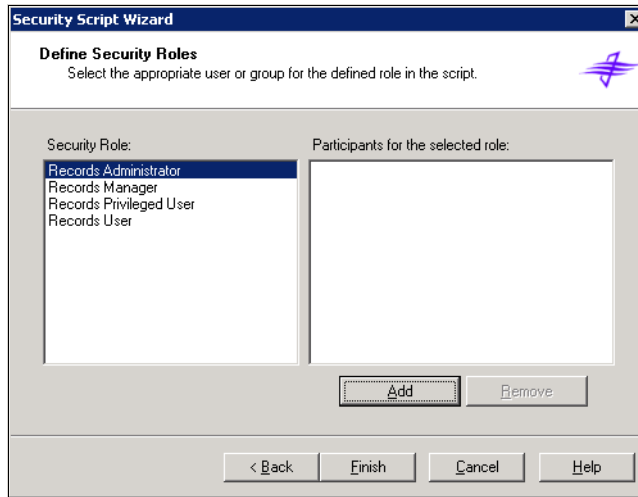 Security Script Wizard
Define Security Roles
Select the appropriate user or group for the defined role in the script.
Security Role:
Participants for the selected role:
Records Administrator
Records Manager
Records Privileged User
Records User
Add
Remove
< Back
Finish
Cancel
Help